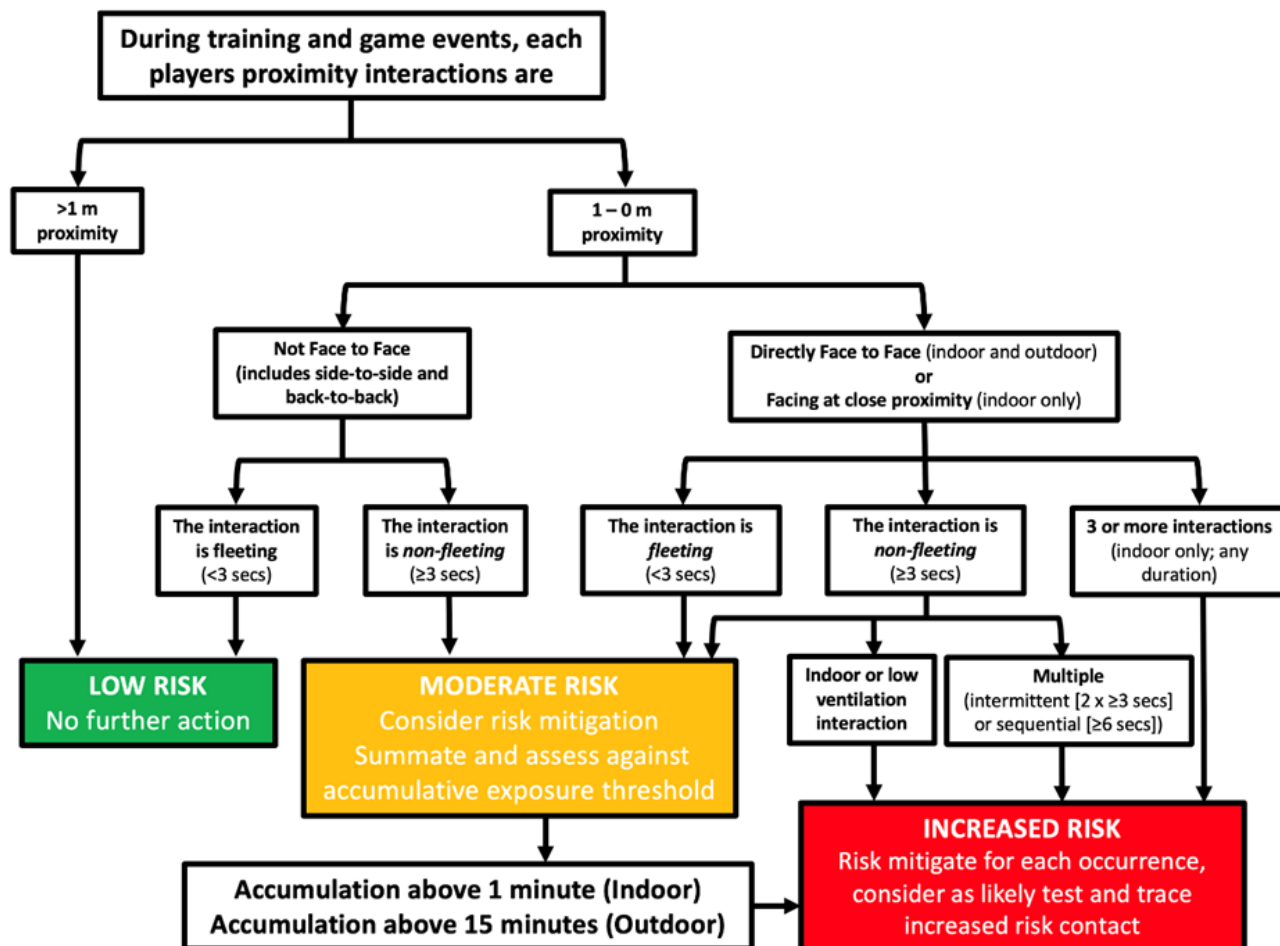 During training and game events, each
players proximity interactions are
>1 m
proximity
1 – 0 m
proximity
Not Face to Face
(includes side-to-side and
back-to-back)
Directly Face to Face (indoor and outdoor)
or
Facing at close proximity (indoor only)
The interaction
is fleeting
(<3 secs)
The interaction
is non-fleeting
(≥3 secs)
The interaction is
fleeting
(<3 secs)
The interaction is
non-fleeting
(≥3 secs)
3 or more interactions
(indoor only; any
duration)
LOW RISK
No further action
MODERATE RISK
Consider risk mitigation
Summate and assess against
accumulative exposure threshold
Indoor or low
ventilation
interaction
Multiple
(intermittent [2 x ≥3 secs]
or sequential [≥6 secs])
INCREASED RISK
Risk mitigate for each occurrence,
consider as likely test and trace
increased risk contact
Accumulation above 1 minute (Indoor)
Accumulation above 15 minutes (Outdoor)